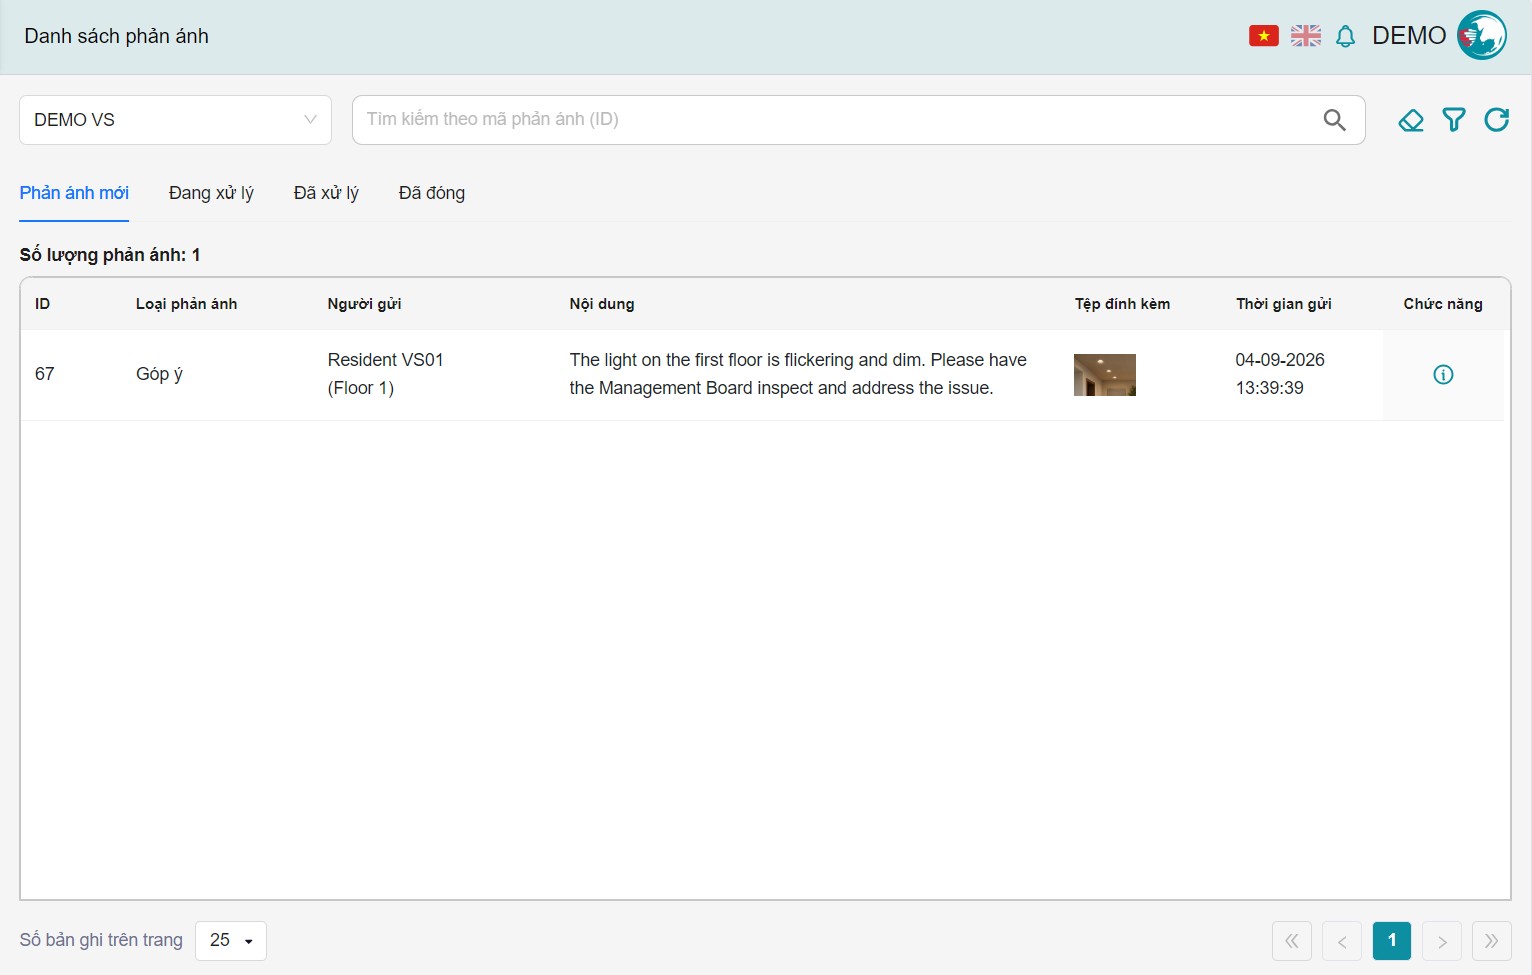 Danh sách phản ánh
DEMO
DEMO VS
Tìm kiếm theo mã phản ánh (ID)
Phản ánh mới
Đang xử lý
Đã xử lý
Đã đóng
Số lượng phản ánh: 1
ID
Loại phản ánh
Người gửi
Nội dung
Tệp đính kèm
Thời gian gửi
Chức năng
67
Góp ý
Resident VS01
(Floor 1)
The light on the first floor is flickering and dim. Please have
the Management Board inspect and address the issue.
04-09-2026
13:39:39
Số bản ghi trên trang
25
1